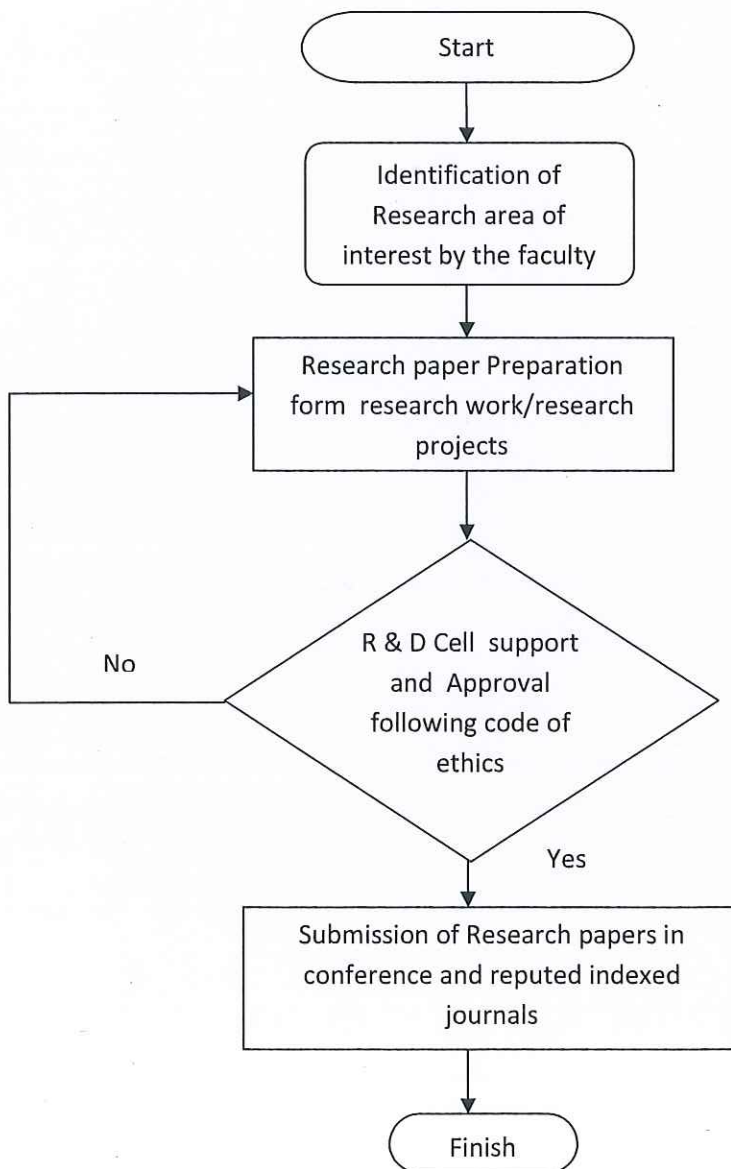 Start
Identification of
Research area of
interest by the faculty
Research paper Preparation
form research work/research
projects
R & D Cell support
and Approval
following code of
ethics
No
Yes
Submission of Research papers in
conference and reputed indexed
journals
Finish